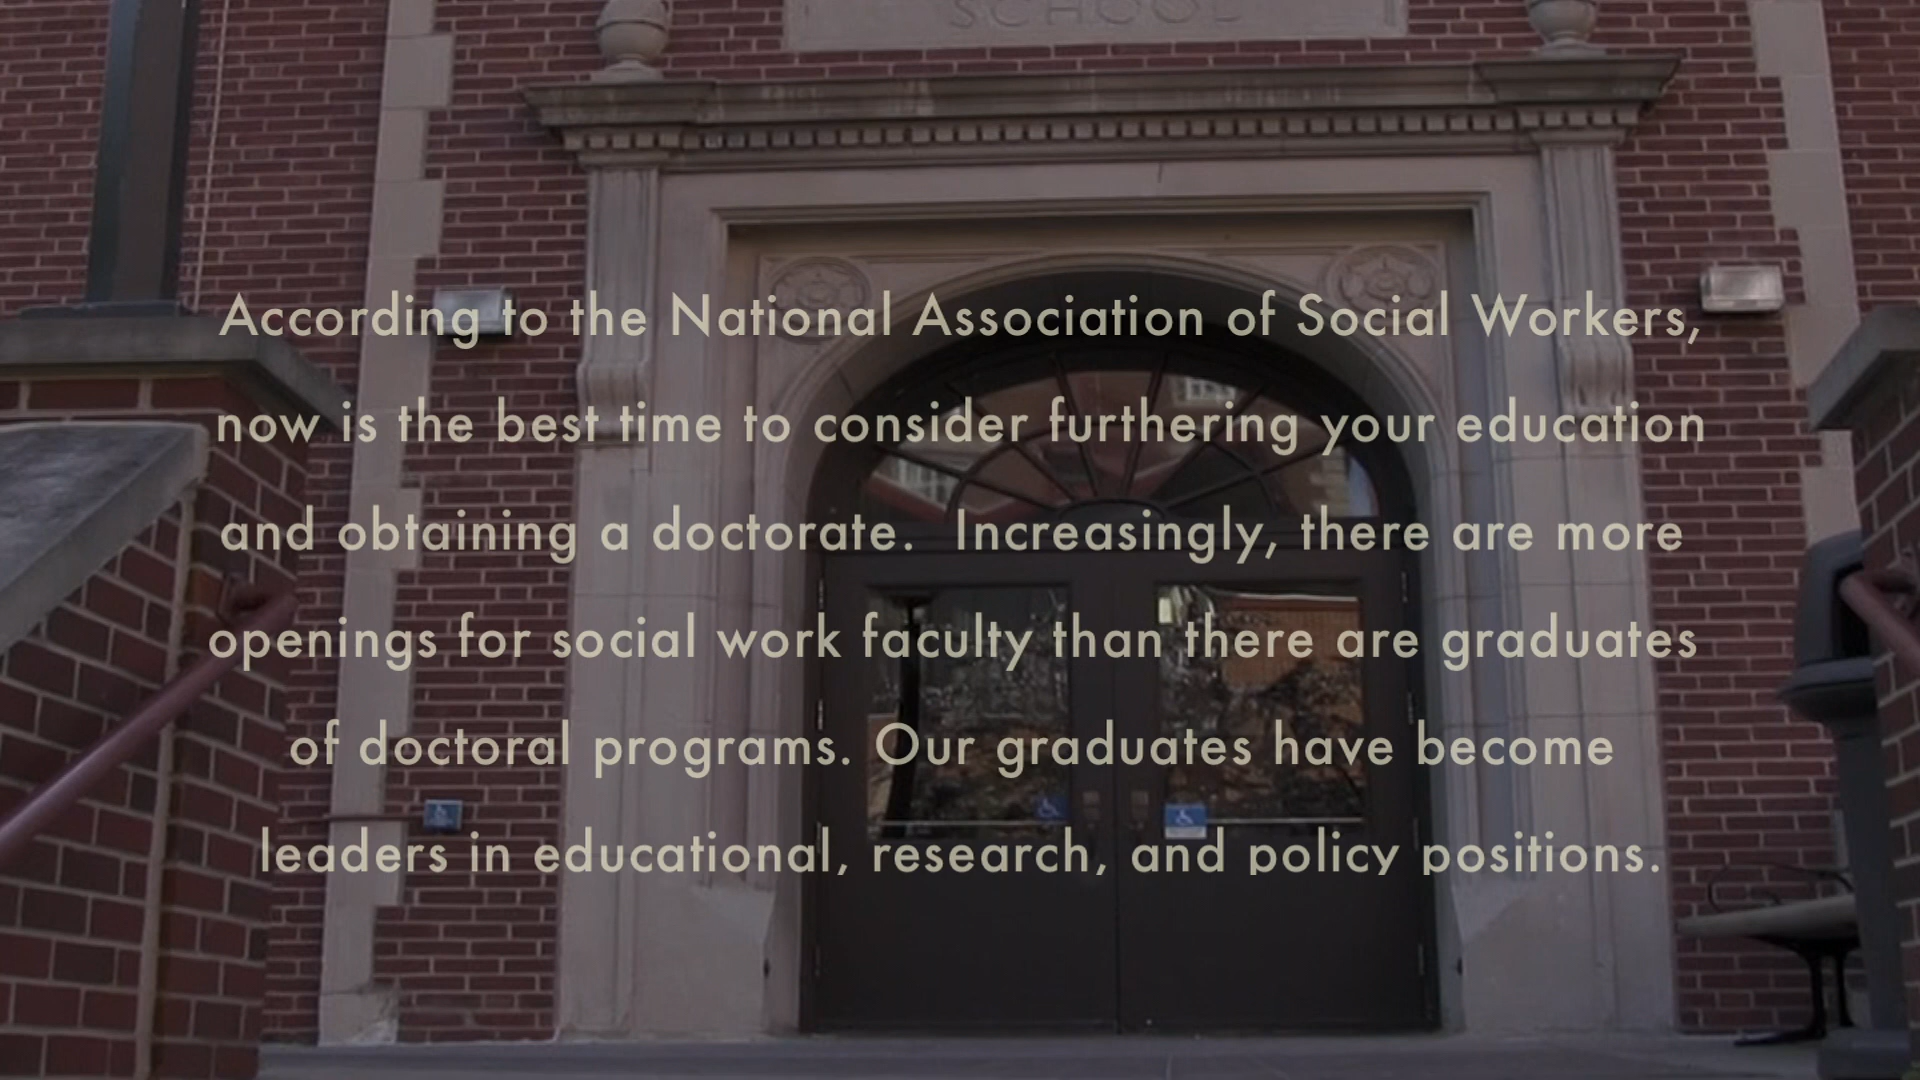 SCHOOL
According to the National Association of Social Workers,
now is the best time to consider furthering your education
and obtaining a doctorate.  Increasingly, there are more
openings for social work faculty than there are graduates
of doctoral programs. Our graduates have become
leaders in educational, research, and policy positions.